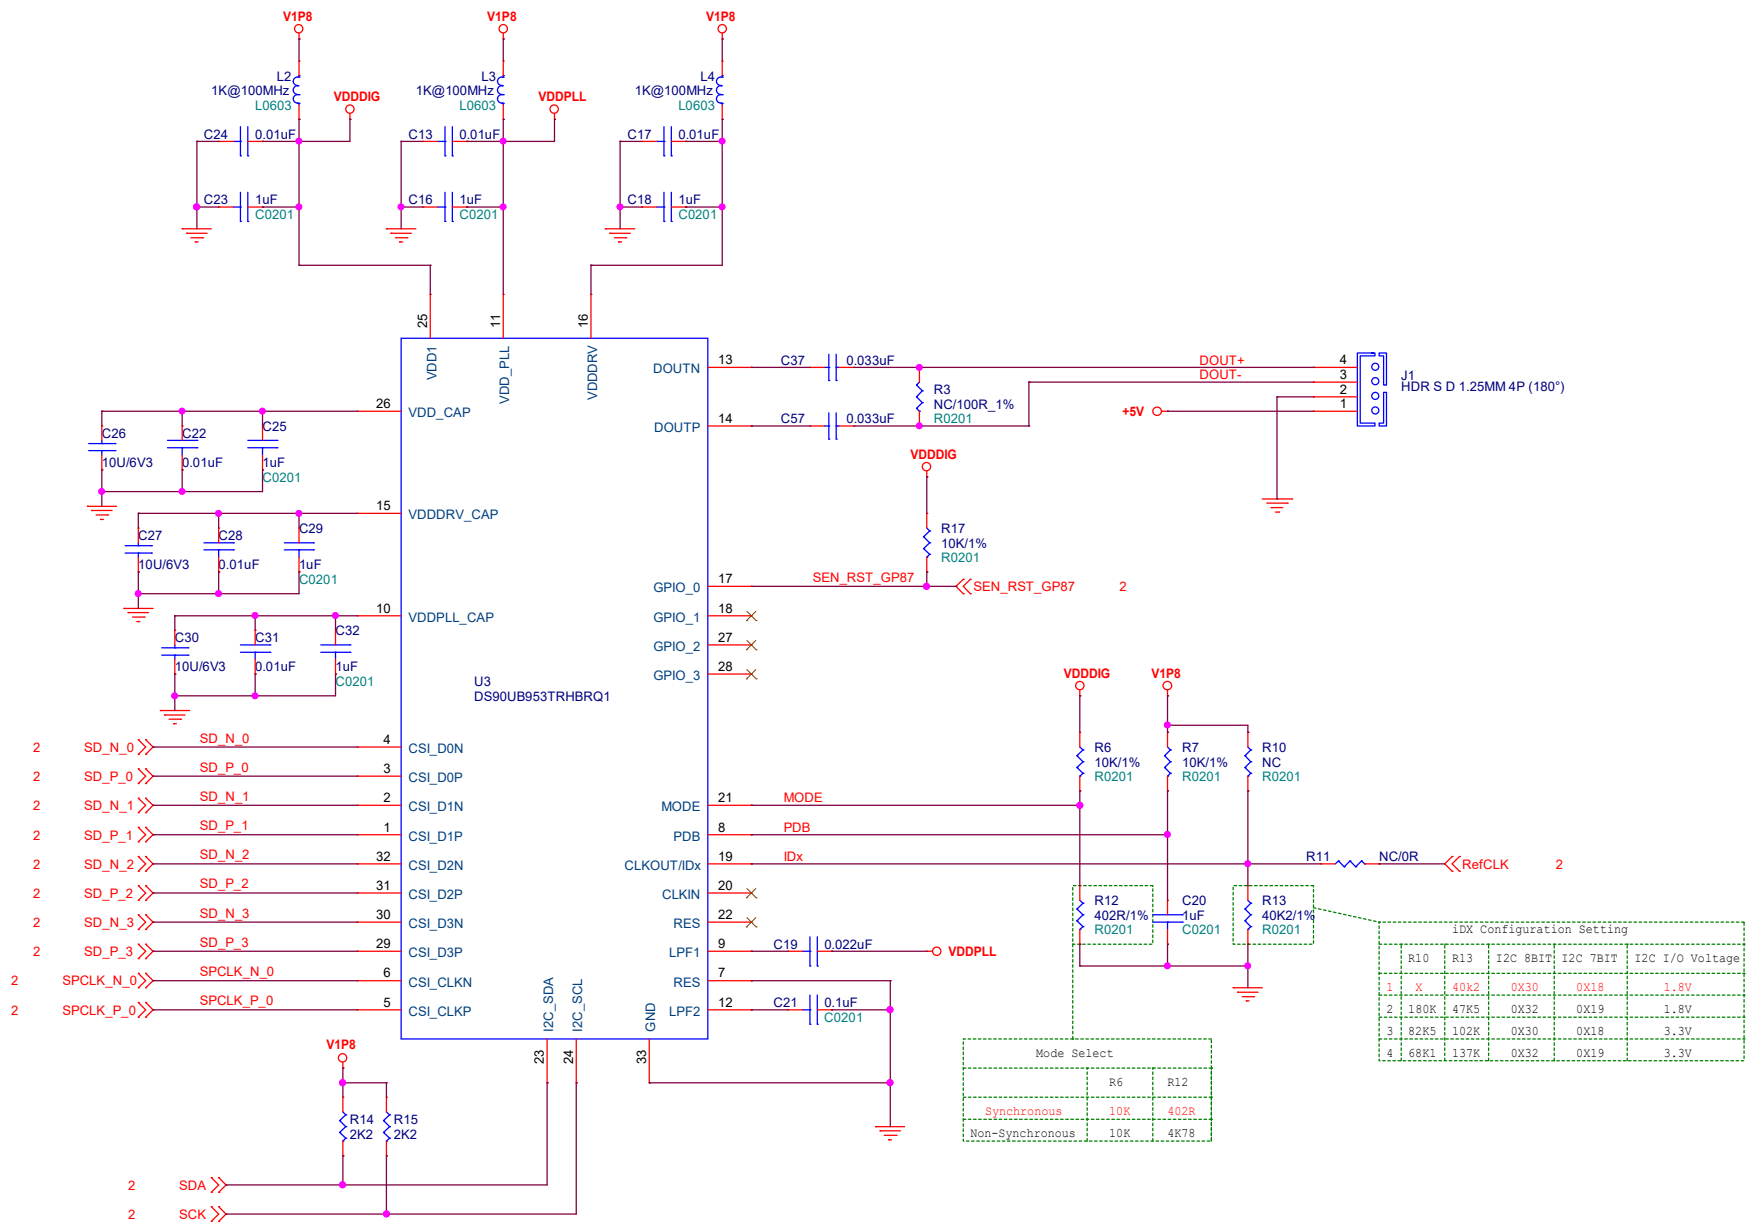 V1P8
V1P8
V1P8
L2
1K@100MHz
L0603
VDDDIG
L3
1K@100MHz
L0603
VDDPLL
L4
1K@100MHz
L0603
C24 0.01uF
C13 0.01uF
C17 0.01uF
C23 1uF
C0201
C16 1uF
C0201
C18 1uF
C0201
25
11
16
VDD1
VDD_PLL
VDDDRV
26 VDD_CAP
C26
10U/6V3
C22
0.01uF
C25
1uF
C0201
15 VDDDRV_CAP
C27
10U/6V3
C28
0.01uF
C29
1uF
C0201
10 VDDPLL_CAP
C30
10U/6V3
C31
0.01uF
C32
1uF
C0201
U3
DS90UB953TRHBRQ1
2 SD_N_0 SD_N_0 4 CSI_D0N
2 SD_P_0 SD_P_0 3 CSI_D0P
2 SD_N_1 SD_N_1 2 CSI_D1N
2 SD_P_1 SD_P_1 1 CSI_D1P
2 SD_N_2 SD_N_2 32 CSI_D2N
2 SD_P_2 SD_P_2 31 CSI_D2P
2 SD_N_3 SD_N_3 30 CSI_D3N
2 SD_P_3 SD_P_3 29 CSI_D3P
2 SPCLK_N_0 SPCLK_N_0 6 CSI_CLKN
2 SPCLK_P_0 SPCLK_P_0 5 CSI_CLKP
I2C_SDA
I2C_SCL
GND
23
24
33
V1P8
R14
2K2
R15
2K2
2 SDA
2 SCK
DOUTN 13 C37 0.033uF DOUT+ 4
DOUT- 3
2
+5V 1
J1
HDR S D 1.25MM 4P (180°)
R3
NC/100R_1%
R0201
DOUTP 14 C57 0.033uF
VDDDIG
R17
10K/1%
R0201
GPIO_0 17 SEN_RST_GP87 SEN_RST_GP87 2
GPIO_1 18
GPIO_2 27
GPIO_3 28
VDDDIG
V1P8
R6
10K/1%
R0201
R7
10K/1%
R0201
R10
NC
R0201
MODE 21 MODE
PDB 8 PDB
CLKOUT/IDx 19 IDx R11 NC/0R RefCLK 2
CLKIN 20
RES 22
LPF1 9 C19 0.022uF VDDPLL
RES 7
LPF2 12 C21 0.1uF
C0201
R12
402R/1%
R0201
C20
1uF
C0201
R13
40K2/1%
R0201
iDX Configuration Setting
R10 R13 I2C 8BIT I2C 7BIT I2C I/O Voltage
1 X 40k2 0X30 0X18 1.8V
2 180K 47K5 0X32 0X19 1.8V
3 82K5 102K 0X30 0X18 3.3V
4 68K1 137K 0X32 0X19 3.3V
Mode Select
R6 R12
Synchronous 10K 402R
Non-Synchronous 10K 4K78